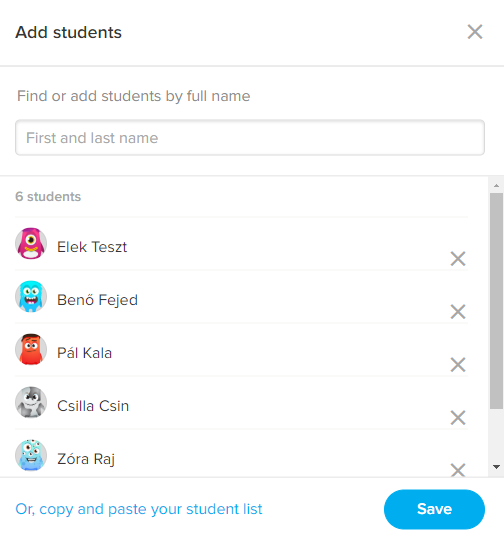 Add students
Find or add students by full name
First and last name
6 students
Elek Teszt
Benő Fejed
Pál Kala
Csilla Csin
Zóra Raj
Or, copy and paste your student list
Save